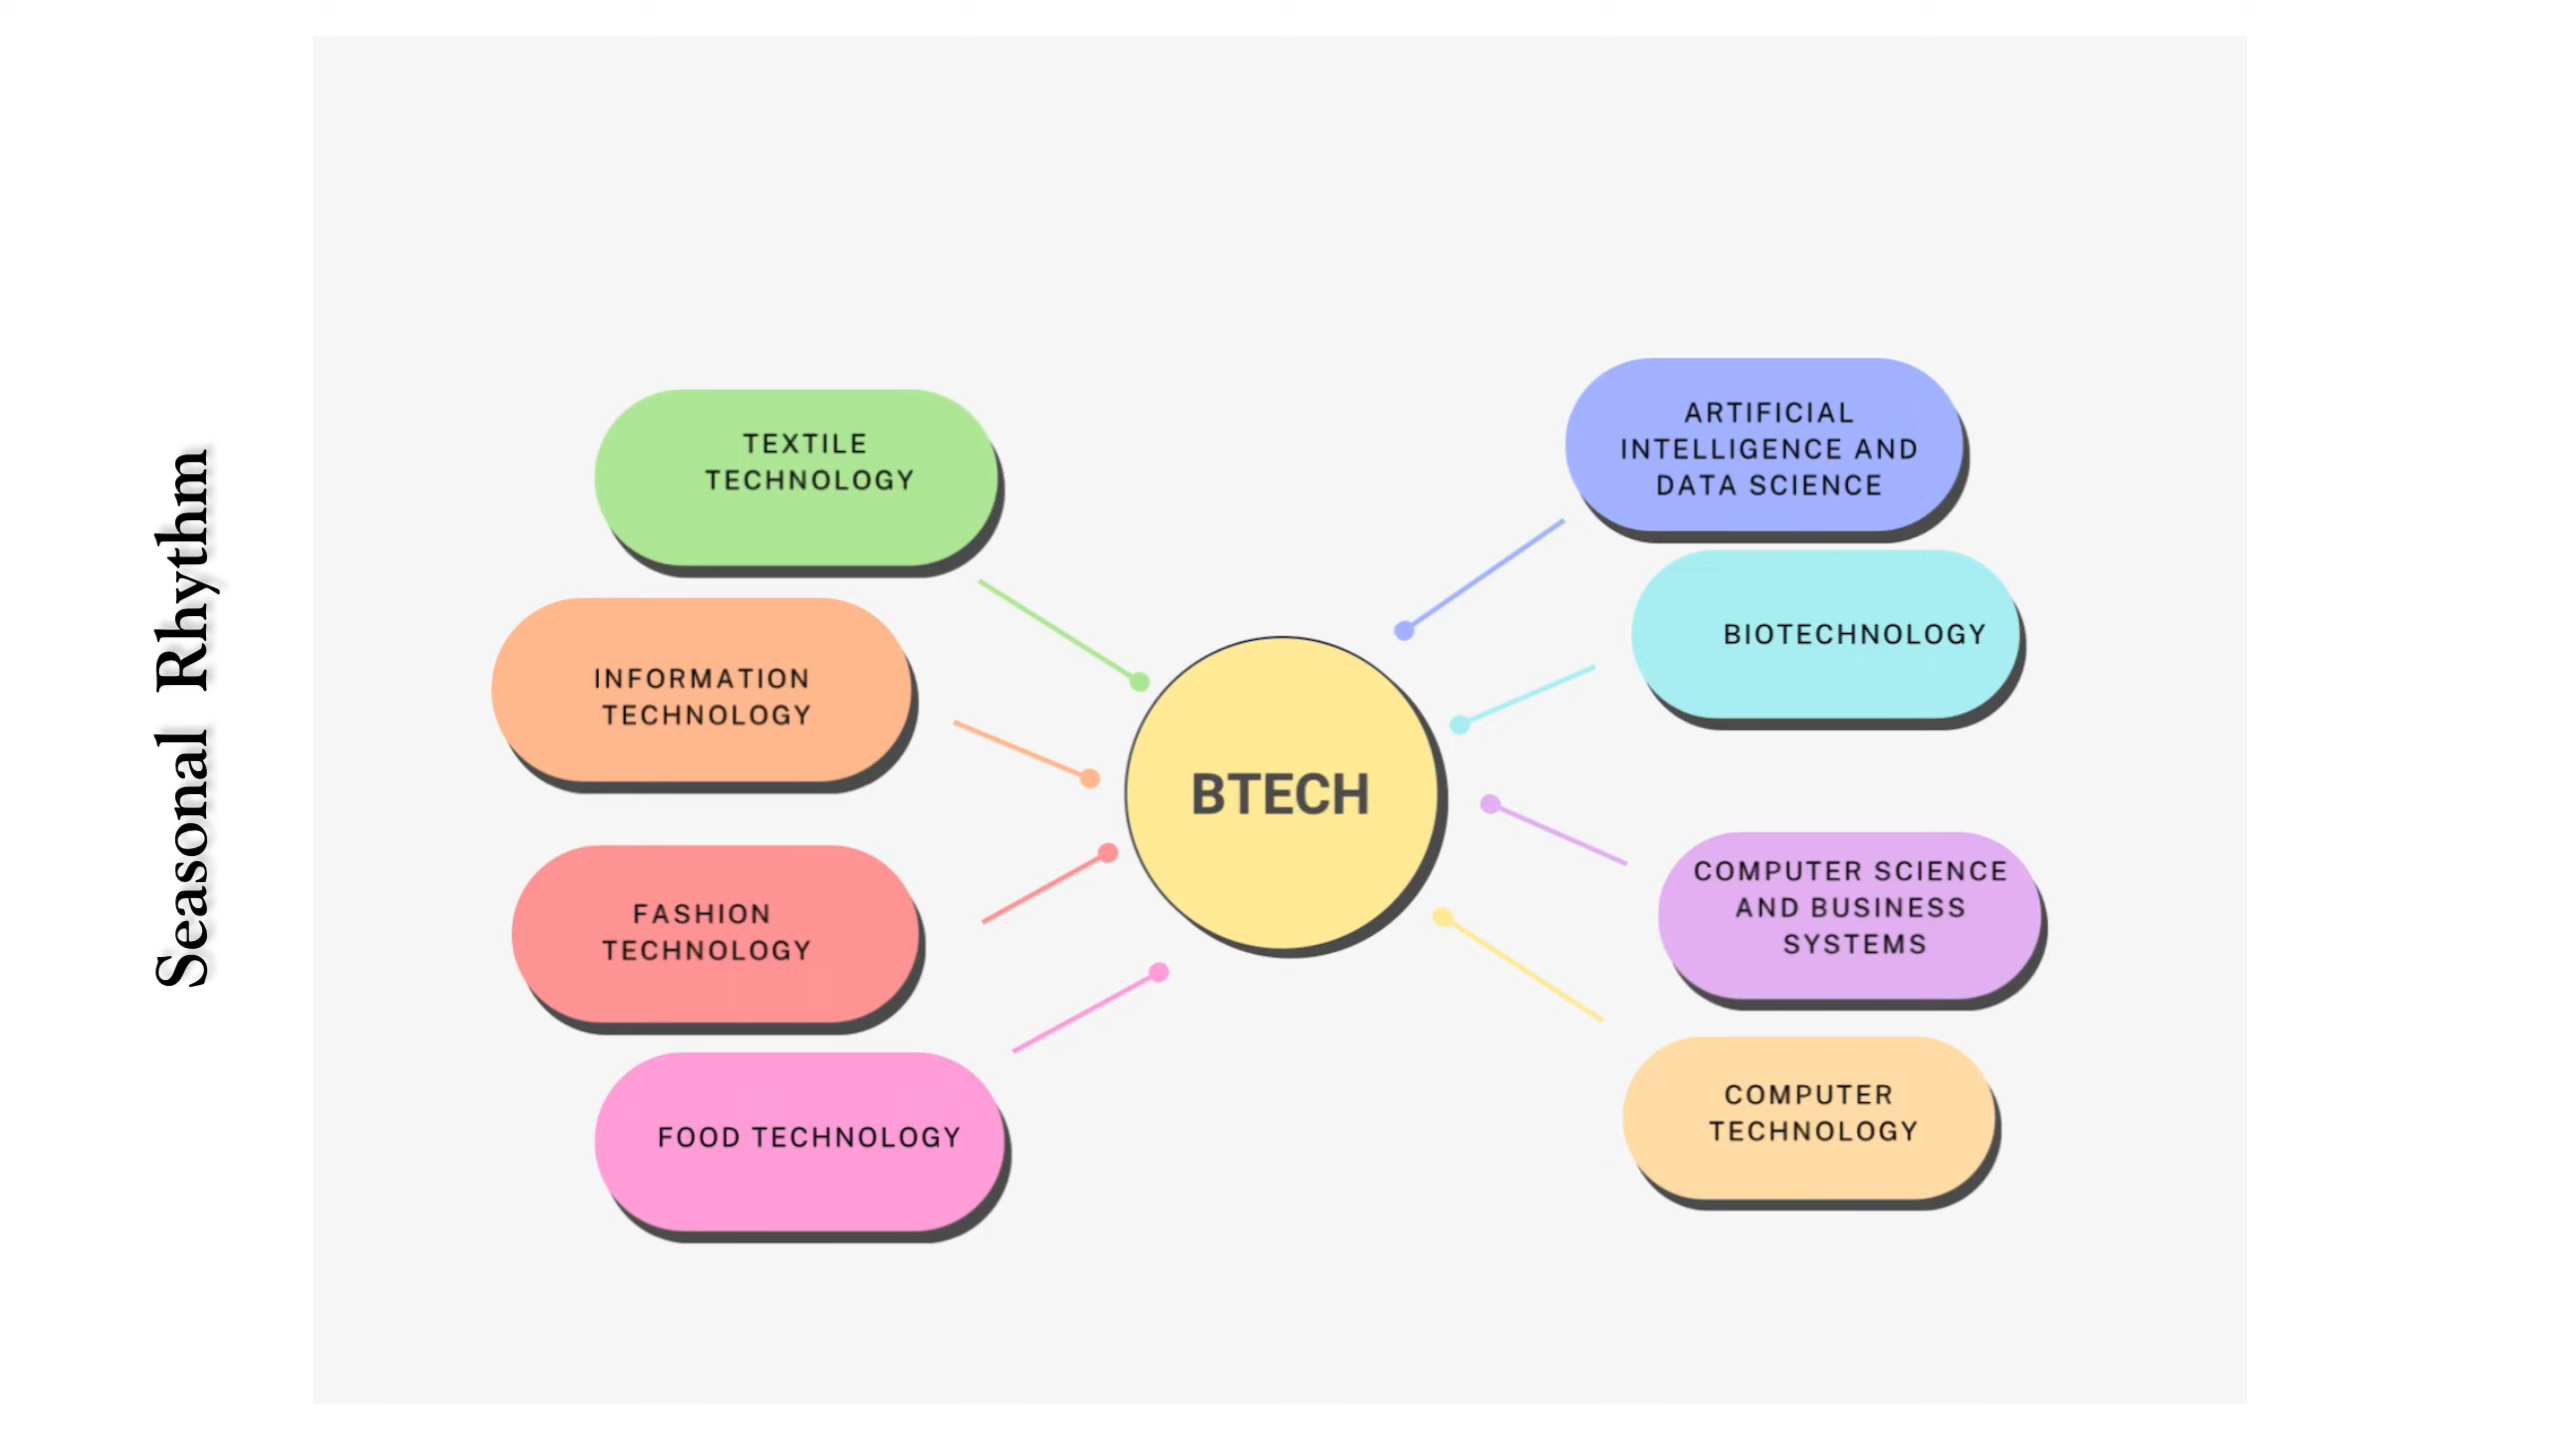 Seasonal Rhythm
TEXTILE
TECHNOLOGY
INFORMATION
TECHNOLOGY
FASHION
TECHNOLOGY
FOOD TECHNOLOGY
BTECH
ARTIFICIAL
INTELLIGENCE AND
DATA SCIENCE
BIOTECHNOLOGY
COMPUTER SCIENCE
AND BUSINESS
SYSTEMS
COMPUTER
TECHNOLOGY